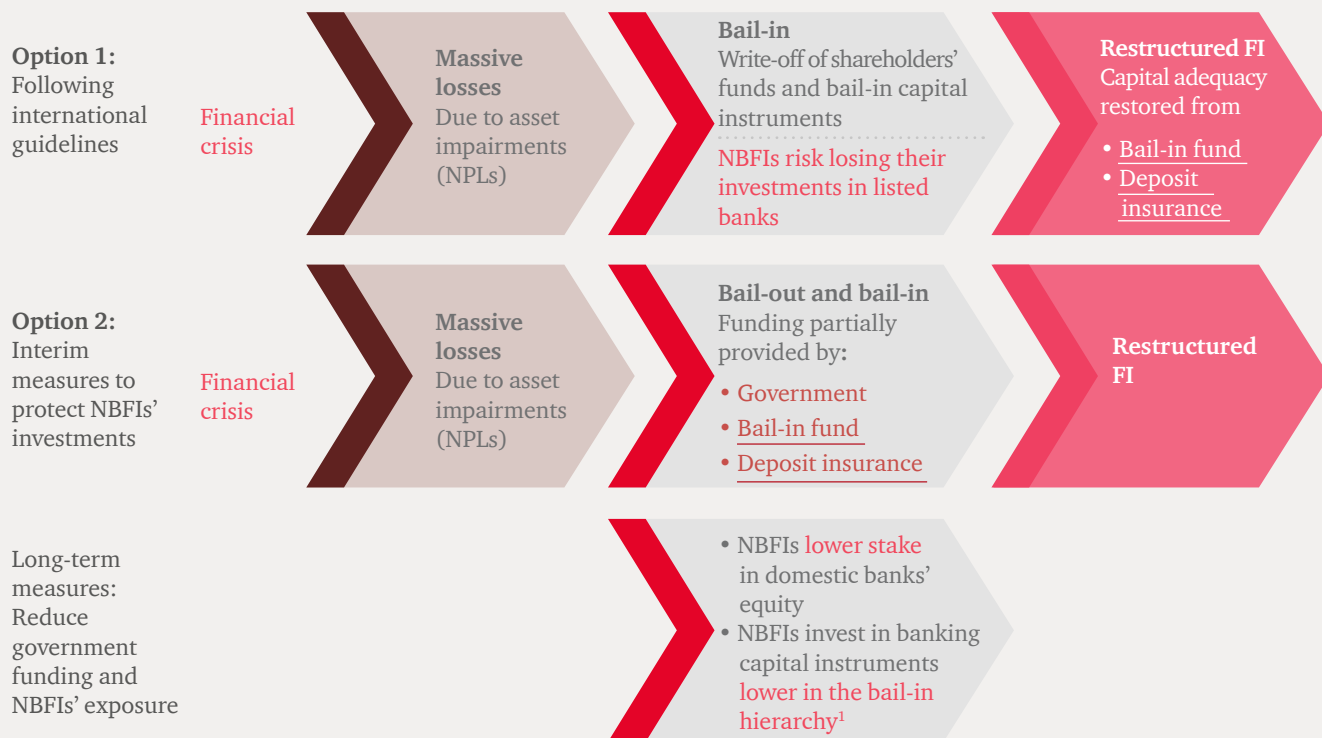 Option 1:
Following
international
guidelines
Financial
crisis
Massive
losses
Due to asset
impairments
(NPLs)
Bail-in
Write-off of shareholders’
funds and bail-in capital
instruments
NBFIs risk losing their
investments in listed
banks
Restructured FI
Capital adequacy
restored from
• Bail-in fund
• Deposit
insurance
Option 2:
Interim
measures to
protect NBFIs’
investments
Financial
crisis
Massive
losses
Due to asset
impairments
(NPLs)
Bail-out and bail-in
Funding partially
provided by:
• Government
• Bail-in fund
• Deposit insurance
Restructured
FI
Long-term
measures:
Reduce
government
funding and
NBFIs’ exposure
• NBFIs lower stake
in domestic banks’
equity
• NBFIs invest in banking
capital instruments
lower in the bail-in
hierarchy¹